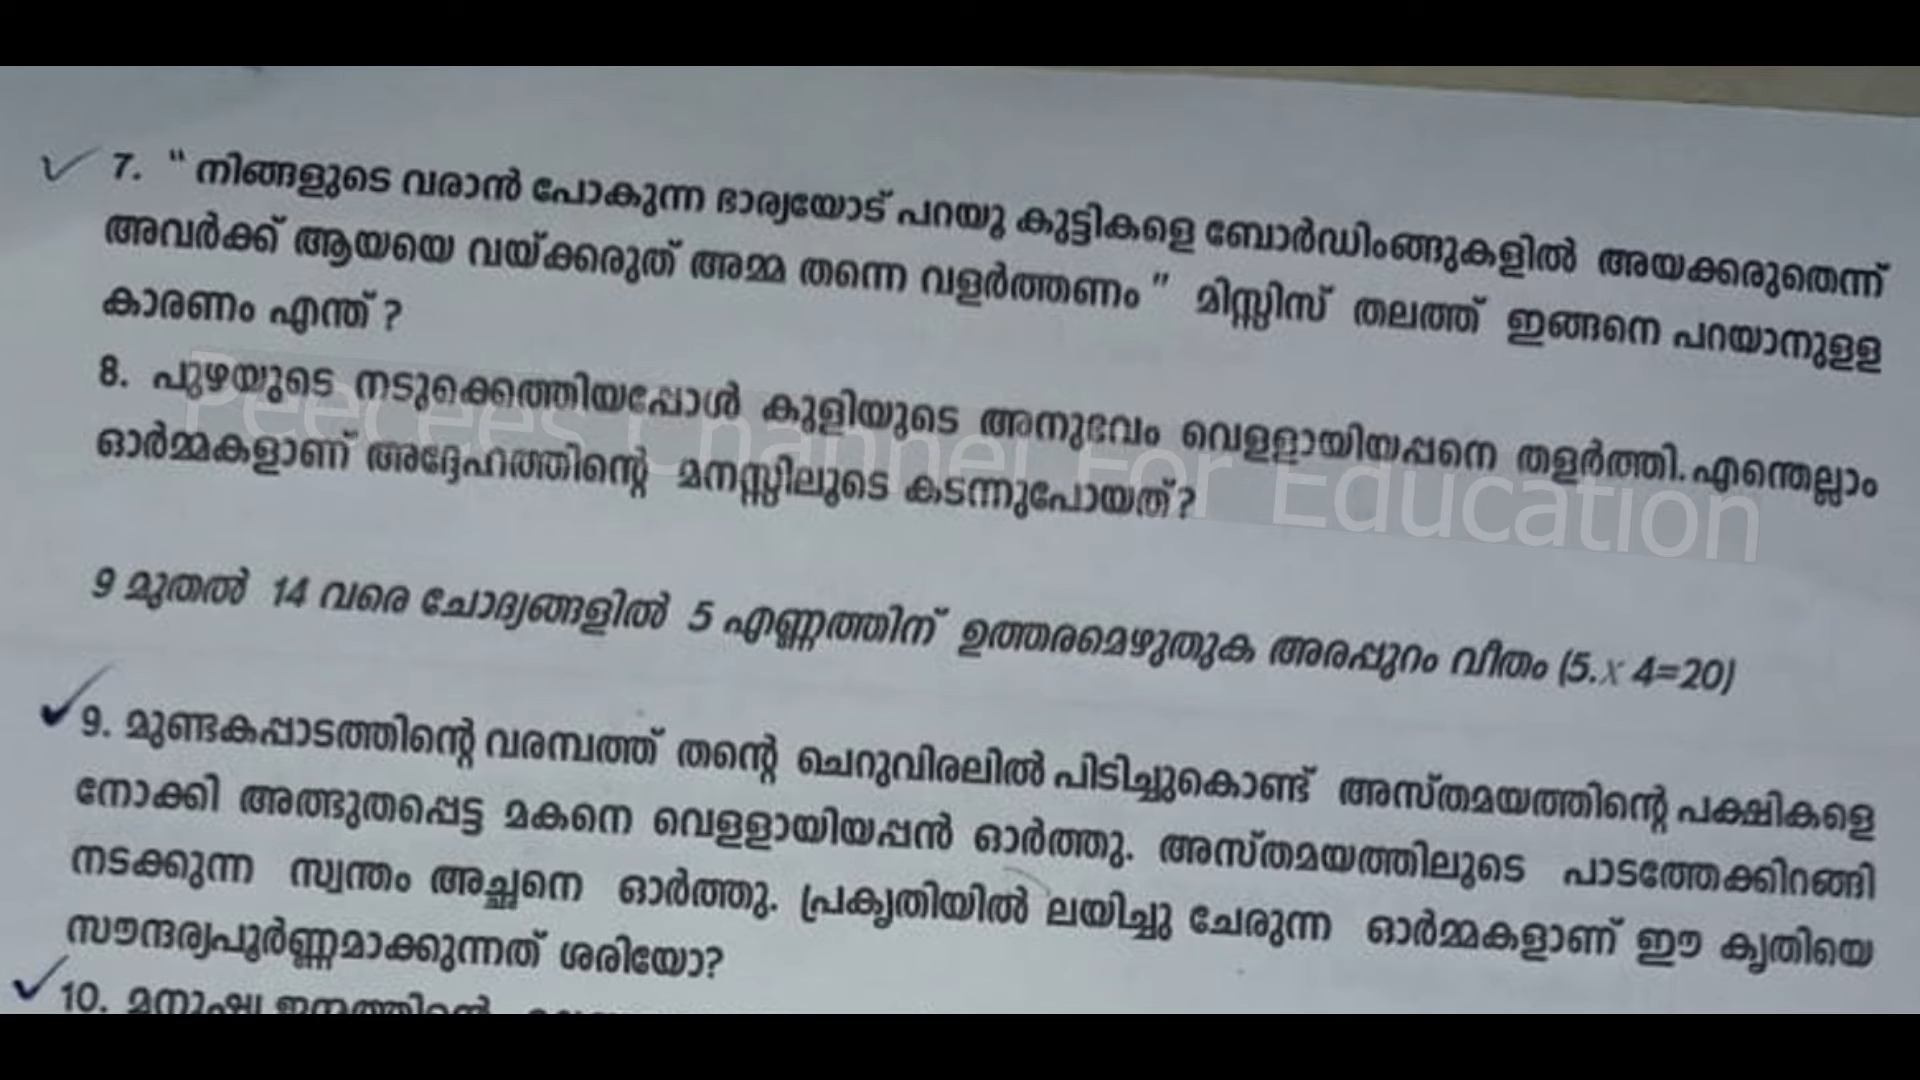 7. " നിങ്ങളുടെ വരാൻ പോകുന്ന ഭാര്യയോട് പറയൂ കുട്ടികളെ ബോർഡിംങ്ങുകളിൽ അയക്കരുതെന്ന്
അവർക്ക് ആയയെ വയ്ക്കരുത് അമ്മ തന്നെ വളർത്തണം " മിസ്സിസ് തലത്ത് ഇങ്ങനെ പറയാനുളള
കാരണം എന്ത് ?
8. പുഴയുടെ നടുക്കെത്തിയപ്പോൾ കുളിയുടെ അനുഭവം വെളളായിയപ്പനെ തളർത്തി. എന്തെല്ലാം
ഓർമ്മകളാണ് അദ്ദേഹത്തിന്റെ മനസ്സിലൂടെ കടന്നുപോയത്?
Peecees Channel For Education
9 മുതൽ 14 വരെ ചോദ്യങ്ങളിൽ 5 എണ്ണത്തിന് ഉത്തരമെഴുതുക അരപ്പുറം വീതം (5.x 4=20)
9. മുണ്ടകപ്പാടത്തിന്റെ വരമ്പത്ത് തന്റെ ചെറുവിരലിൽ പിടിച്ചുകൊണ്ട് അസ്തമയത്തിന്റെ പക്ഷികളെ
നോക്കി അത്ഭുതപ്പെട്ട മകനെ വെളളായിയപ്പൻ ഓർത്തു. അസ്തമയത്തിലൂടെ പാടത്തേക്കിറങ്ങി
നടക്കുന്ന സ്വന്തം അച്ഛനെ ഓർത്തു. പ്രകൃതിയിൽ ലയിച്ചു ചേരുന്ന ഓർമ്മകളാണ് ഈ കൃതിയെ
സൗന്ദര്യപൂർണ്ണമാക്കുന്നത് ശരിയോ?
10. മനുഷ്യ